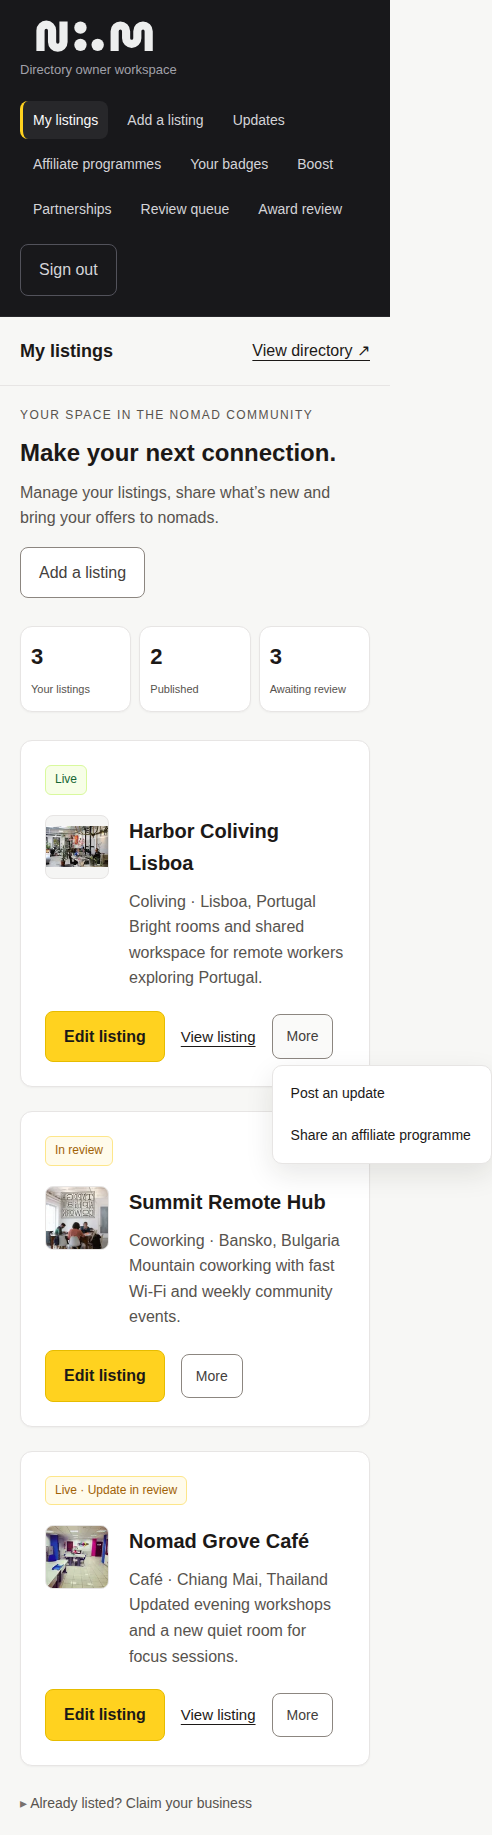 N::M
Directory owner workspace
My listings Add a listing Updates
Affiliate programmes Your badges Boost
Partnerships Review queue Award review
Sign out
My listings View directory ↗
YOUR SPACE IN THE NOMAD COMMUNITY
Make your next connection.
Manage your listings, share what’s new and
bring your offers to nomads.
Add a listing
3 2 3
Your listings Published Awaiting review
Live
Harbor Coliving
Lisboa
Coliving · Lisboa, Portugal
Bright rooms and shared
workspace for remote workers
exploring Portugal.
Edit listing View listing More
Post an update
Share an affiliate programme
In review
Summit Remote Hub
Coworking · Bansko, Bulgaria
Mountain coworking with fast
Wi-Fi and weekly community
events.
Edit listing More
Live · Update in review
Nomad Grove Café
Café · Chiang Mai, Thailand
Updated evening workshops
and a new quiet room for
focus sessions.
Edit listing View listing More
▸ Already listed? Claim your business